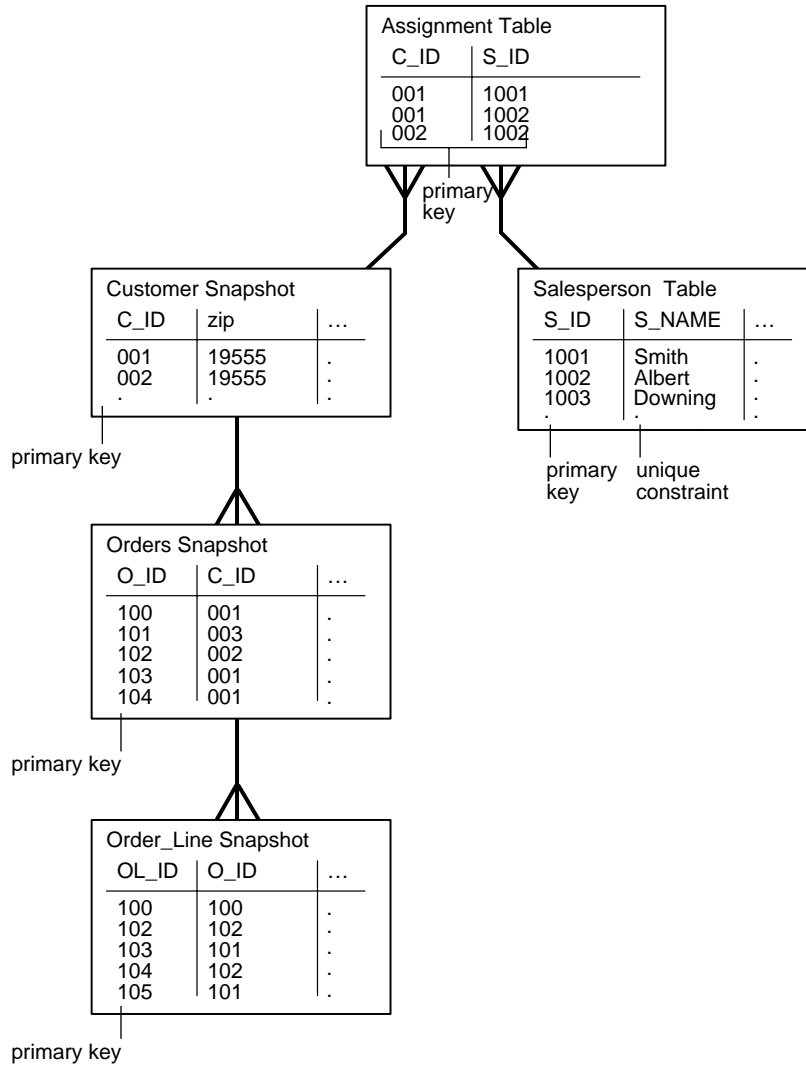 Assignment Table
C_ID S_ID
001 1001
001 1002
002 1002
primary
key
Customer Snapshot
C_ID zip ...
001 19555 .
002 19555 .
. . .
primary key
Salesperson Table
S_ID S_NAME ...
1001 Smith .
1002 Albert .
1003 Downing .
. . .
primary
key
unique
constraint
Orders Snapshot
O_ID C_ID ...
100 001 .
101 003 .
102 002 .
103 001 .
104 001 .
primary key
Order_Line Snapshot
OL_ID O_ID ...
100 100 .
102 102 .
103 101 .
104 102 .
105 101 .
primary key